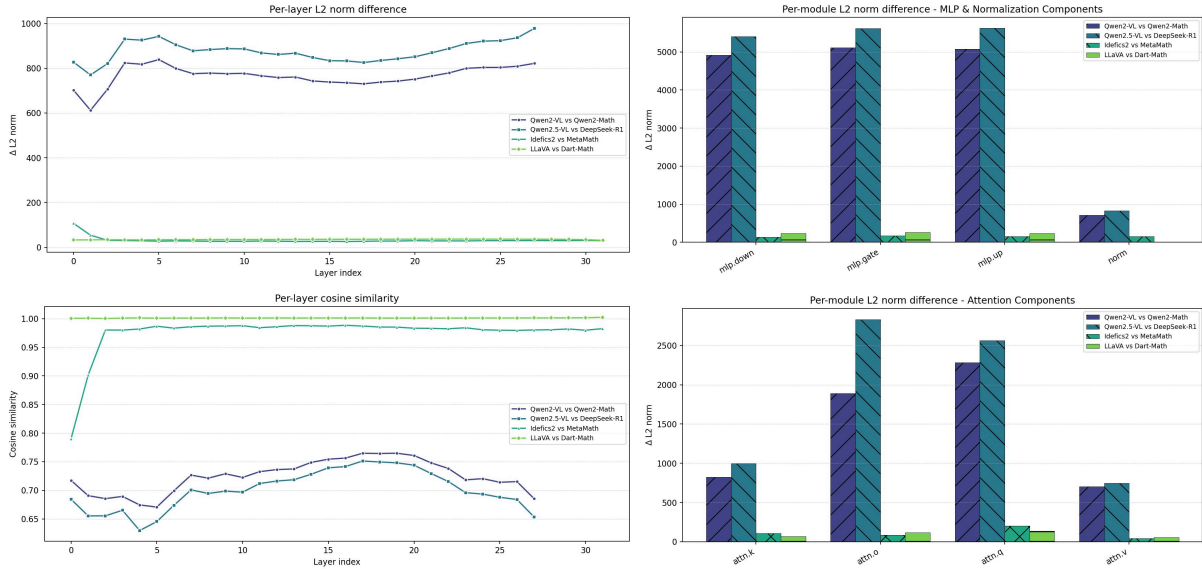 Per-layer L2 norm difference
Δ L2 norm
1000
800
600
400
200
0
Qwen2-VL vs Qwen2-Math
Qwen2.5-VL vs DeepSeek-R1
Idefics2 vs MetaMath
LLaVA vs Dart-Math
0 5 10 15 20 25 30
Layer index
Per-module L2 norm difference - MLP & Normalization Components
Δ L2 norm
5000
4000
3000
2000
1000
0
Qwen2-VL vs Qwen2-Math
Qwen2.5-VL vs DeepSeek-R1
Idefics2 vs MetaMath
LLaVA vs Dart-Math
mlp.down mlp.gate mlp.up norm
Per-layer cosine similarity
Cosine similarity
1.00
0.95
0.90
0.85
0.80
0.75
0.70
0.65
Qwen2-VL vs Qwen2-Math
Qwen2.5-VL vs DeepSeek-R1
Idefics2 vs MetaMath
LLaVA vs Dart-Math
0 5 10 15 20 25 30
Layer index
Per-module L2 norm difference - Attention Components
Δ L2 norm
2500
2000
1500
1000
500
0
Qwen2-VL vs Qwen2-Math
Qwen2.5-VL vs DeepSeek-R1
Idefics2 vs MetaMath
LLaVA vs Dart-Math
attn.k attn.o attn.q attn.v